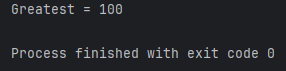 Greatest = 100
Process finished with exit code 0